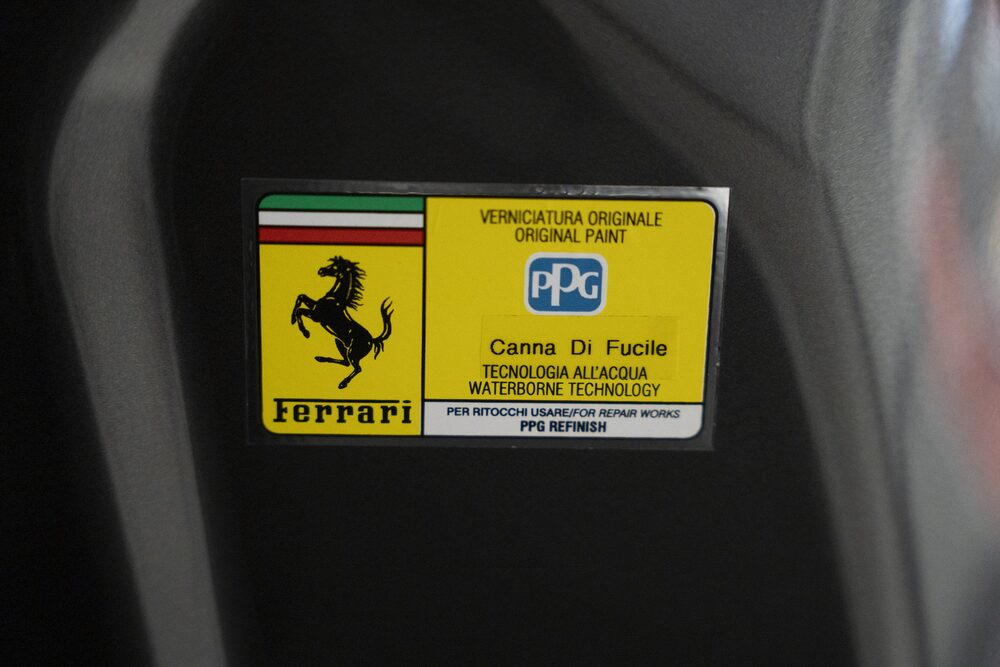 Ferrari
VERNICIATURA ORIGINALE
ORIGINAL PAINT
PPG
Canna Di Fucile
TECNOLOGIA ALL'ACQUA
WATERBORNE TECHNOLOGY
PER RITOCCHI USARE/FOR REPAIR WORKS
PPG REFINISH